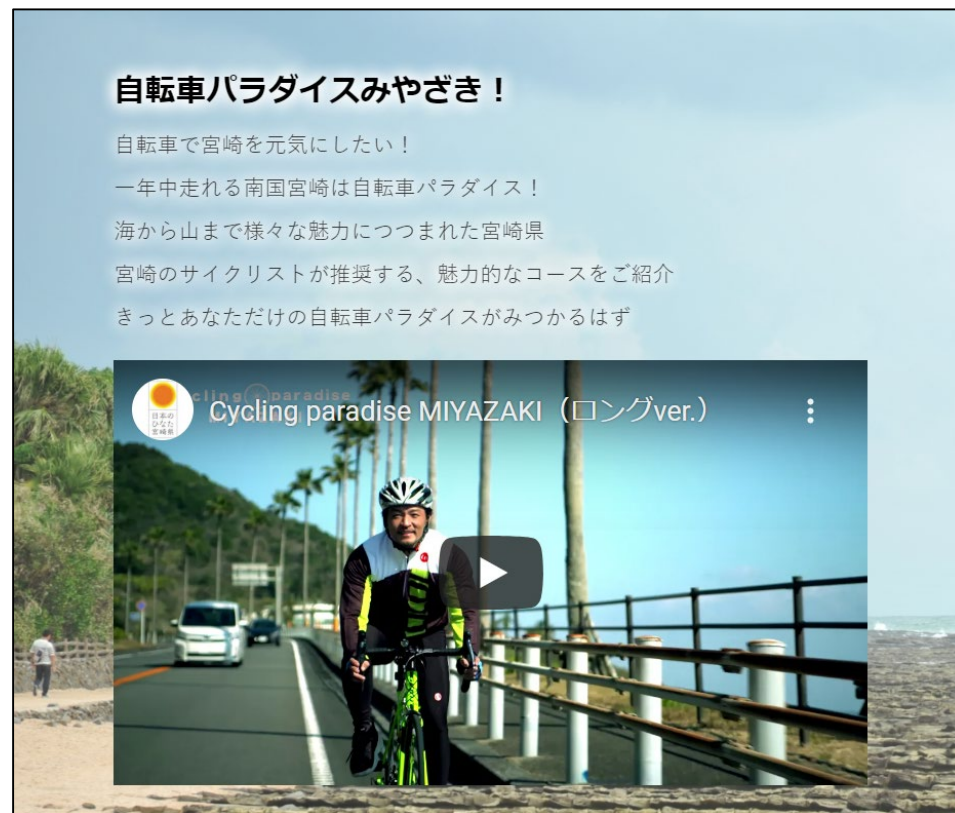 自転車パラダイスみやざき！
自転車で宮崎を元気にしたい！
一年中走れる南国宮崎は自転車パラダイス！
海から山まで様々な魅力につつまれた宮崎県
宮崎のサイクリストが推奨する、魅力的なコースをご紹介
きっとあなただけの自転車パラダイスがみつかるはず
cling paradise
Cycling paradise MIYAZAKI（ロングver.）
日本の
ひなた
宮崎県